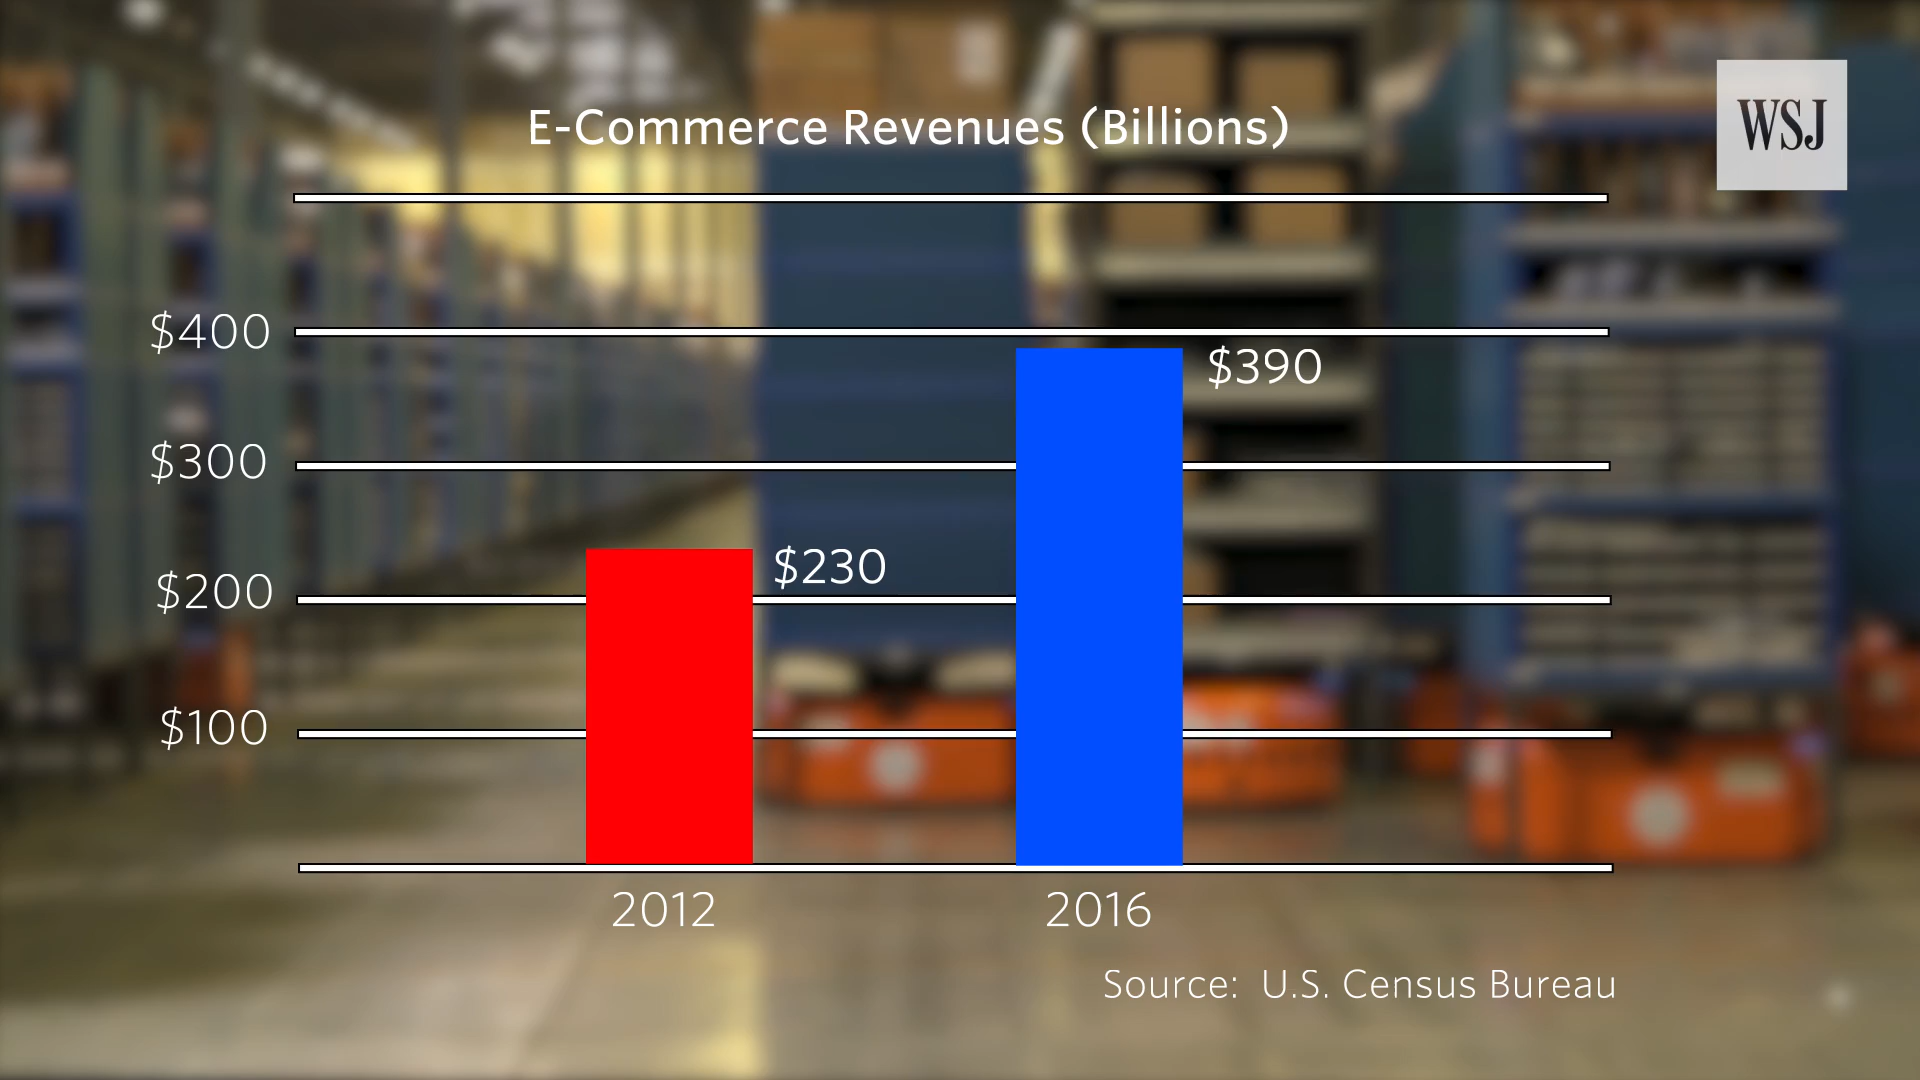 E-Commerce Revenues (Billions)
WSJ
$400
$390
$300
$230
$200
$100
2012
2016
Source: U.S. Census Bureau